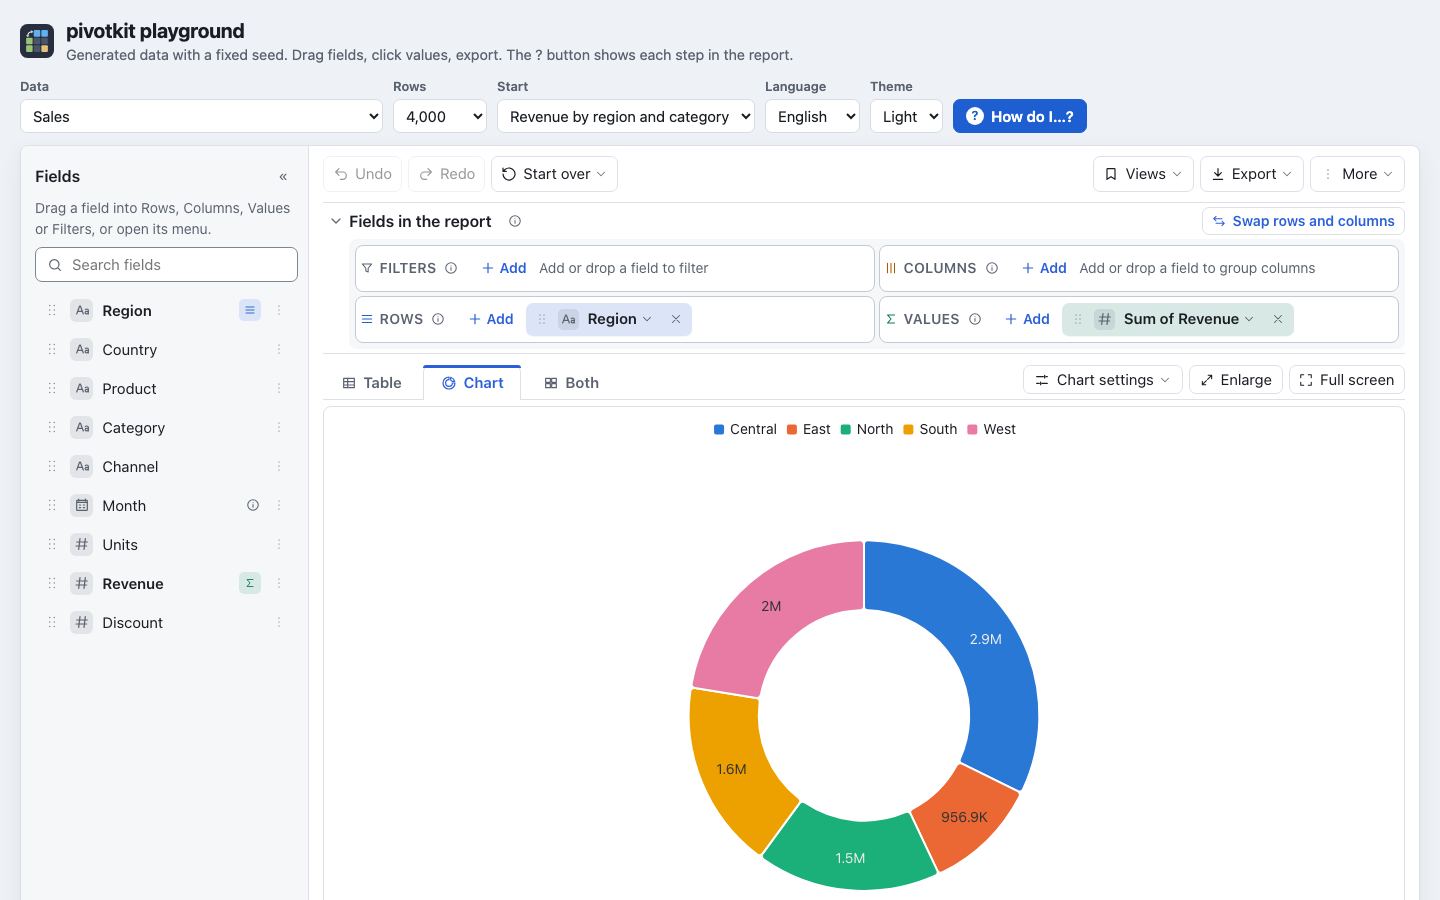 pivotkit playground
Generated data with a fixed seed. Drag fields, click values, export. The ? button shows each step in the report.
Data Rows Start Language Theme
Sales 4,000 Revenue by region and category English Light ? How do I...?
Fields «
Drag a field into Rows, Columns, Values
or Filters, or open its menu.
Search fields
Aa Region
Aa Country
Aa Product
Aa Category
Aa Channel
Month
# Units
# Revenue Σ
# Discount
Undo Redo Start over Views Export More
Fields in the report Swap rows and columns
FILTERS + Add Add or drop a field to filter
COLUMNS + Add Add or drop a field to group columns
ROWS + Add Aa Region ×
Σ VALUES + Add # Sum of Revenue ×
Table Chart Both Chart settings Enlarge Full screen
Central East North South West
2M
2.9M
1.6M
956.9K
1.5M